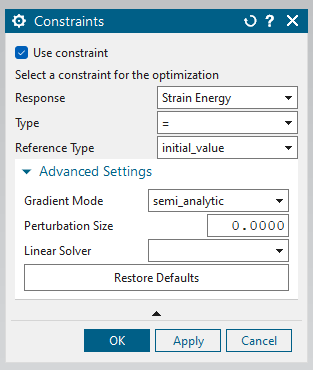 Constraints
Use constraint
Select a constraint for the optimization
Response Strain Energy
Type =
Reference Type initial_value
Advanced Settings
Gradient Mode semi_analytic
Perturbation Size 0.0000
Linear Solver
Restore Defaults
OK Apply Cancel